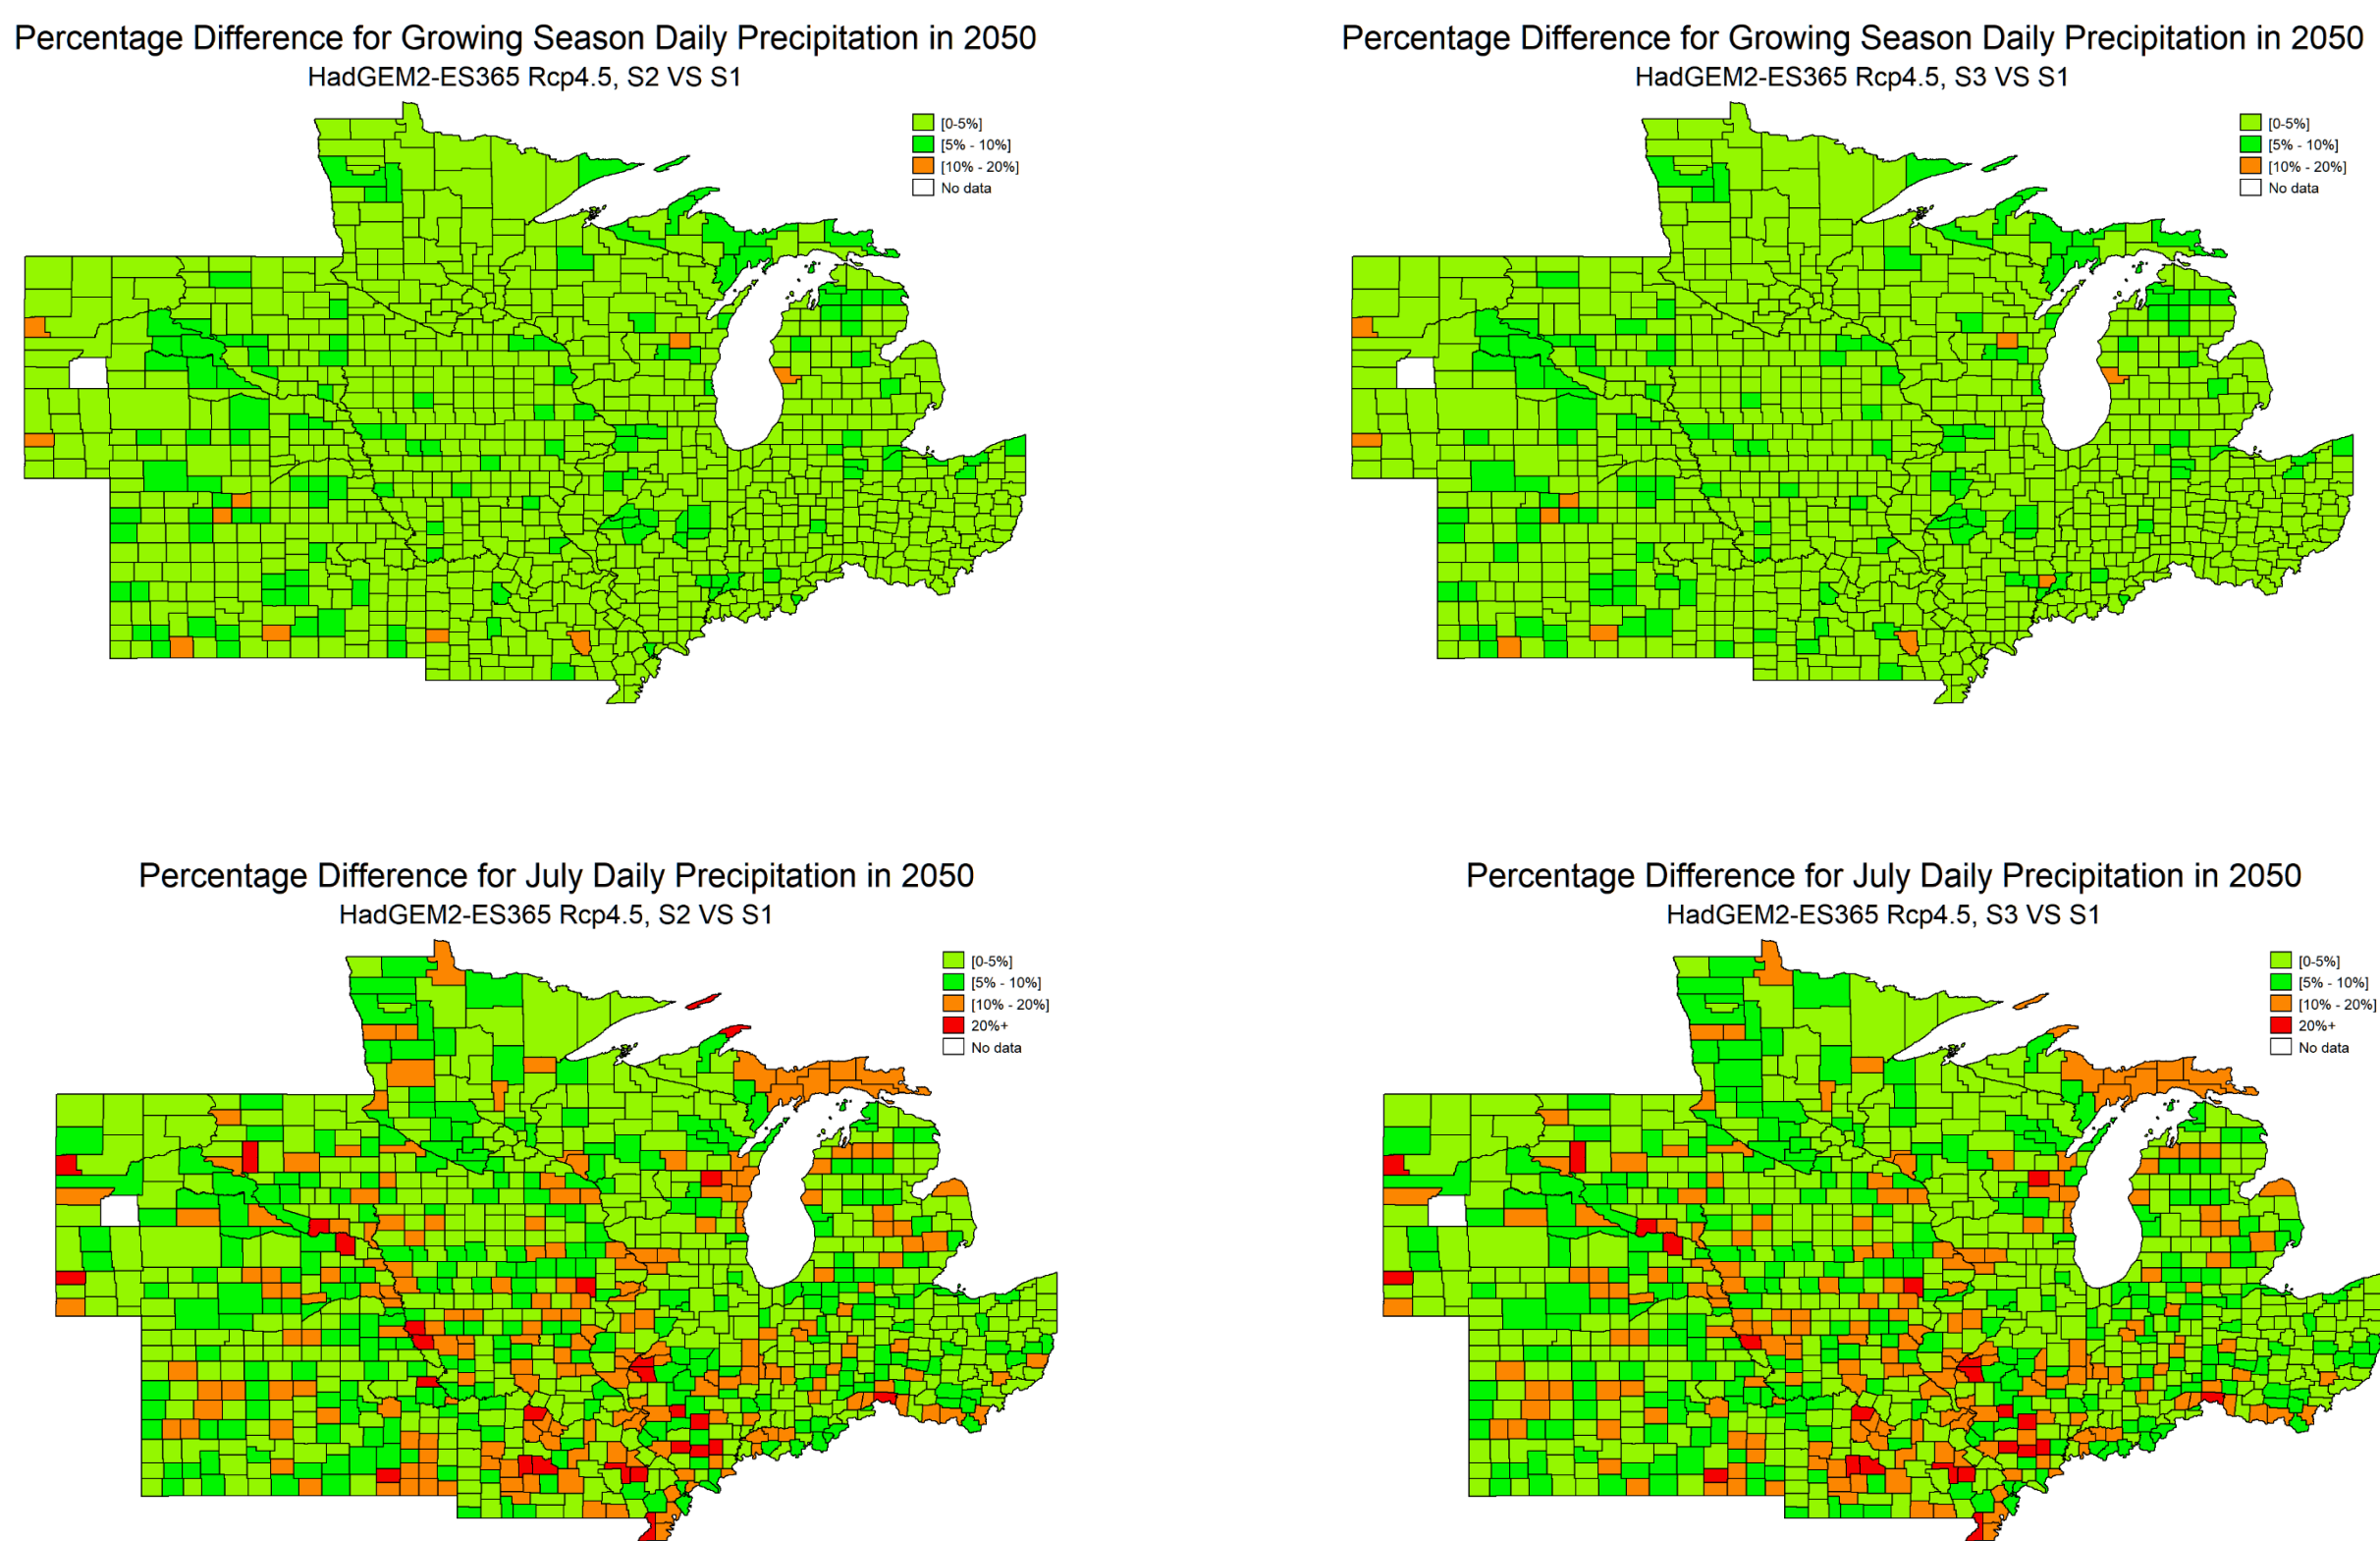 Percentage Difference for Growing Season Daily Precipitation in 2050
HadGEM2-ES365 Rcp4.5, S2 VS S1
[0-5%]
[5% - 10%]
[10% - 20%]
No data
Percentage Difference for Growing Season Daily Precipitation in 2050
HadGEM2-ES365 Rcp4.5, S3 VS S1
[0-5%]
[5% - 10%]
[10% - 20%]
No data
Percentage Difference for July Daily Precipitation in 2050
HadGEM2-ES365 Rcp4.5, S2 VS S1
[0-5%]
[5% - 10%]
[10% - 20%]
20%+
No data
Percentage Difference for July Daily Precipitation in 2050
HadGEM2-ES365 Rcp4.5, S3 VS S1
[0-5%]
[5% - 10%]
[10% - 20%]
20%+
No data